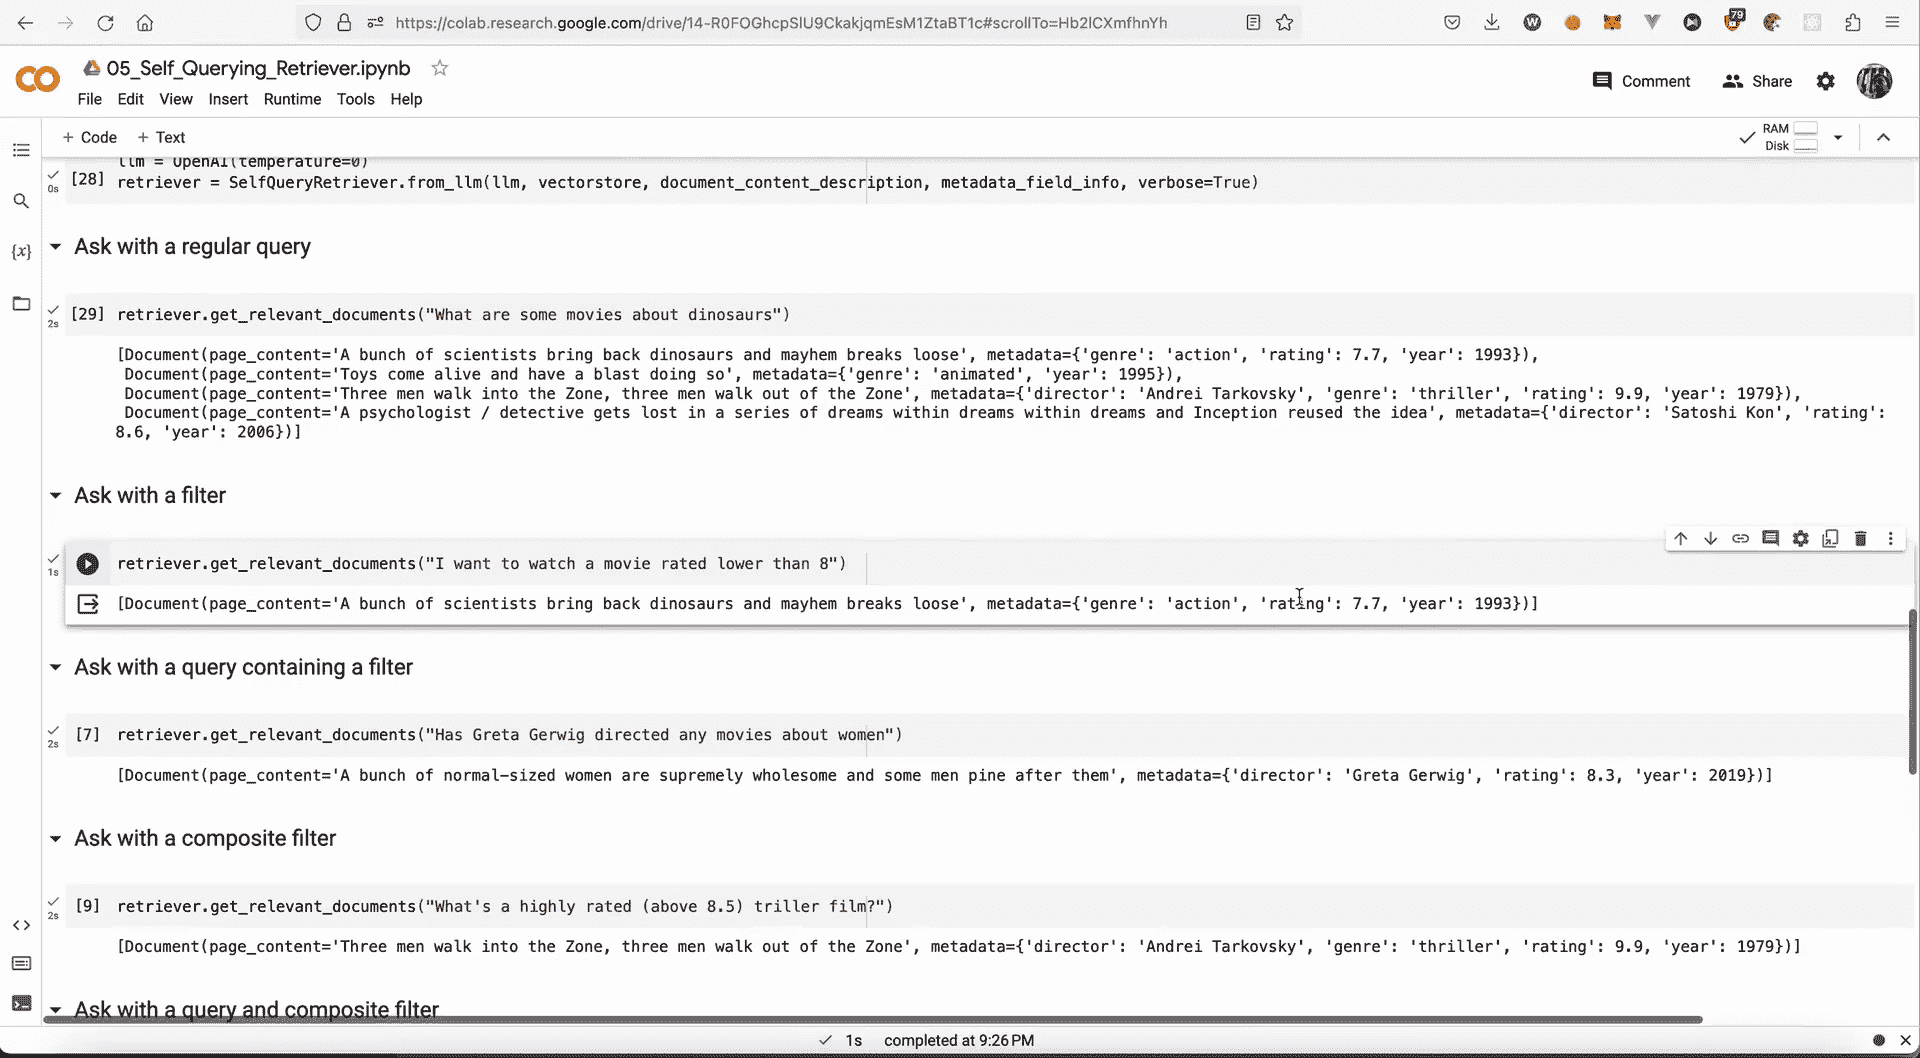 https://colab.research.google.com/drive/14-R0FOGhcpSIU9CkakjqmEsM1ZtaBT1c#scrollTo=Hb2lCXmfhnYh
79
05_Self_Querying_Retriever.ipynb
Comment
Share
File Edit View Insert Runtime Tools Help
+ Code + Text
RAM
Disk
llm = OpenAI(temperature=0)
[28] retriever = SelfQueryRetriever.from_llm(llm, vectorstore, document_content_description, metadata_field_info, verbose=True)
0s
Ask with a regular query
[29] retriever.get_relevant_documents("What are some movies about dinosaurs")
2s
[Document(page_content='A bunch of scientists bring back dinosaurs and mayhem breaks loose', metadata={'genre': 'action', 'rating': 7.7, 'year': 1993}),
Document(page_content='Toys come alive and have a blast doing so', metadata={'genre': 'animated', 'year': 1995}),
Document(page_content='Three men walk into the Zone, three men walk out of the Zone', metadata={'director': 'Andrei Tarkovsky', 'genre': 'thriller', 'rating': 9.9, 'year': 1979}),
Document(page_content='A psychologist / detective gets lost in a series of dreams within dreams within dreams and Inception reused the idea', metadata={'director': 'Satoshi Kon', 'rating':
8.6, 'year': 2006})]
Ask with a filter
retriever.get_relevant_documents("I want to watch a movie rated lower than 8")
1s
[Document(page_content='A bunch of scientists bring back dinosaurs and mayhem breaks loose', metadata={'genre': 'action', 'rating': 7.7, 'year': 1993})]
Ask with a query containing a filter
[7] retriever.get_relevant_documents("Has Greta Gerwig directed any movies about women")
2s
[Document(page_content='A bunch of normal-sized women are supremely wholesome and some men pine after them', metadata={'director': 'Greta Gerwig', 'rating': 8.3, 'year': 2019})]
Ask with a composite filter
[9] retriever.get_relevant_documents("What's a highly rated (above 8.5) triller film?")
2s
[Document(page_content='Three men walk into the Zone, three men walk out of the Zone', metadata={'director': 'Andrei Tarkovsky', 'genre': 'thriller', 'rating': 9.9, 'year': 1979})]
Ask with a query and composite filter
1s completed at 9:26 PM